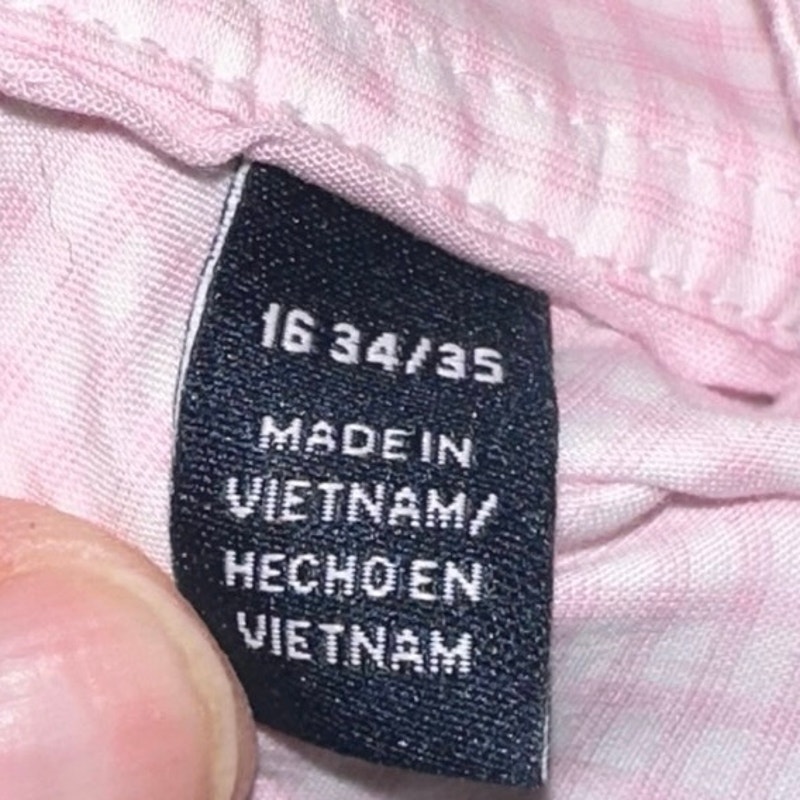 16 34/35
MADE IN
VIETNAM/
HECHO EN
VIETNAM